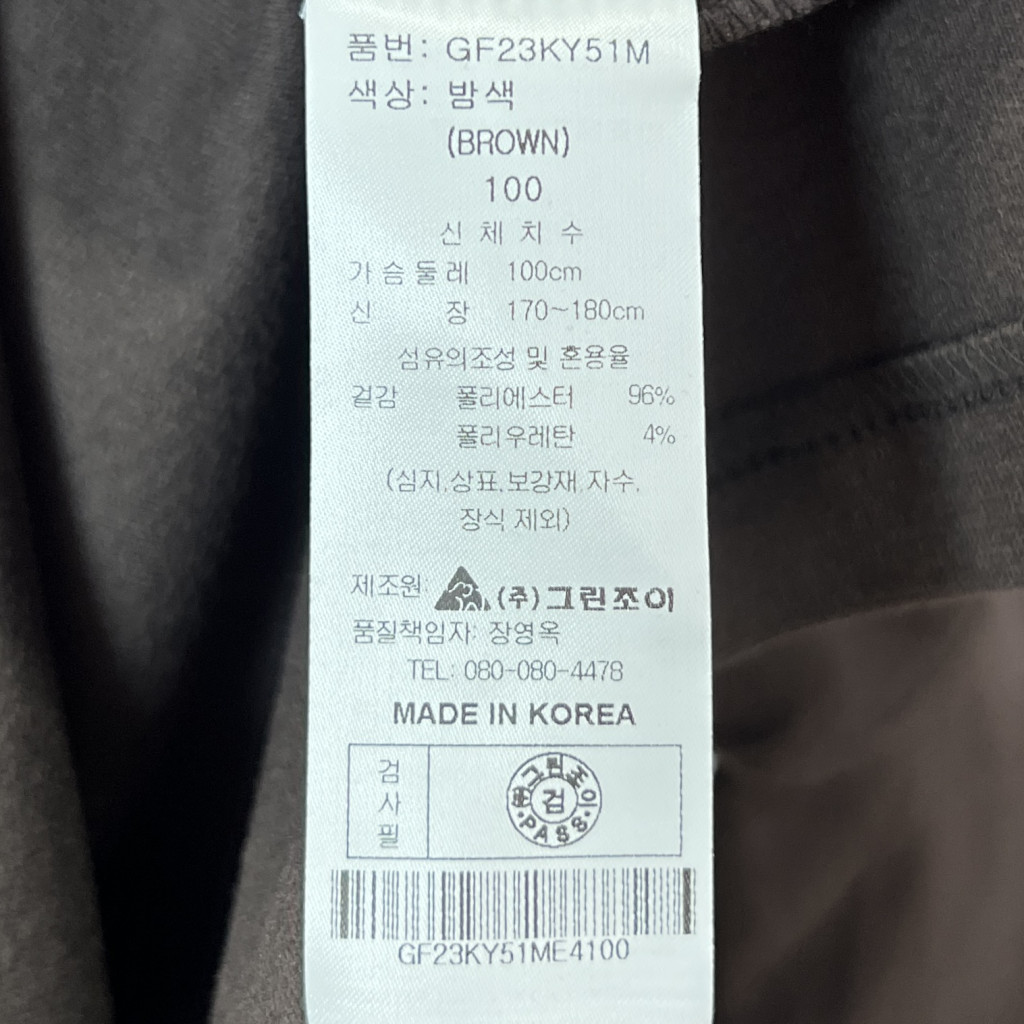 품번: GF23KY51M
색상: 밤색
(BROWN)
100
신체치수
가슴둘레 100cm
신 장 170~180cm
섬유의조성 및 혼용율
겉감 폴리에스터 96%
폴리우레탄 4%
(심지,상표,보강재,자수,
장식 제외)
제조원: (주)그린조이
품질책임자: 장영옥
TEL: 080-080-4478
MADE IN KOREA
검사필
그린조이
검
PASS
GF23KY51ME4100